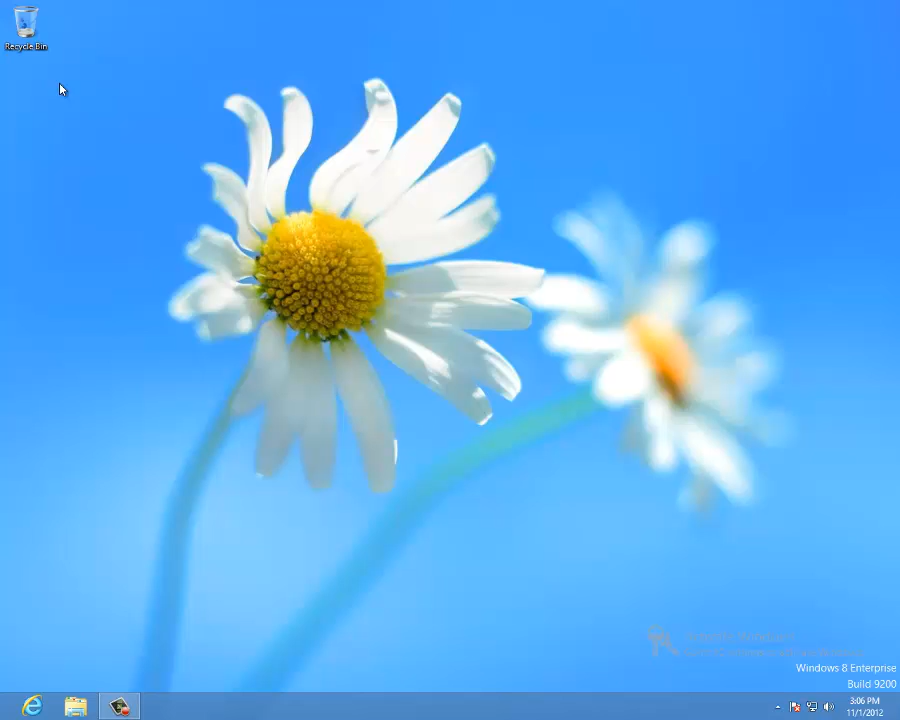 Recycle Bin
Windows 8 Enterprise
Build 9200
3:06 PM
11/1/2012